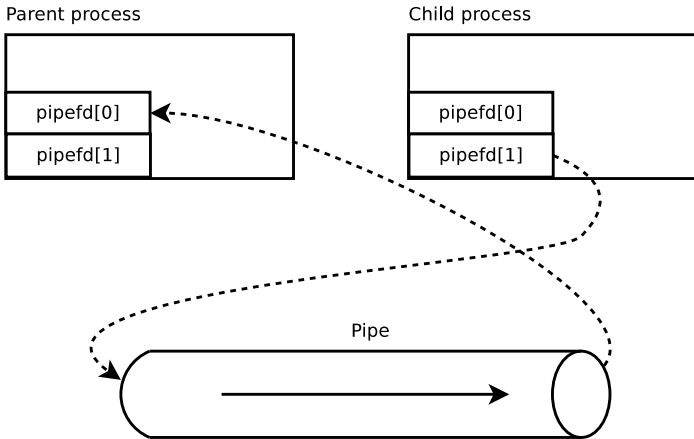 Parent process
Child process
pipefd[0]
pipefd[1]
pipefd[0]
pipefd[1]
Pipe